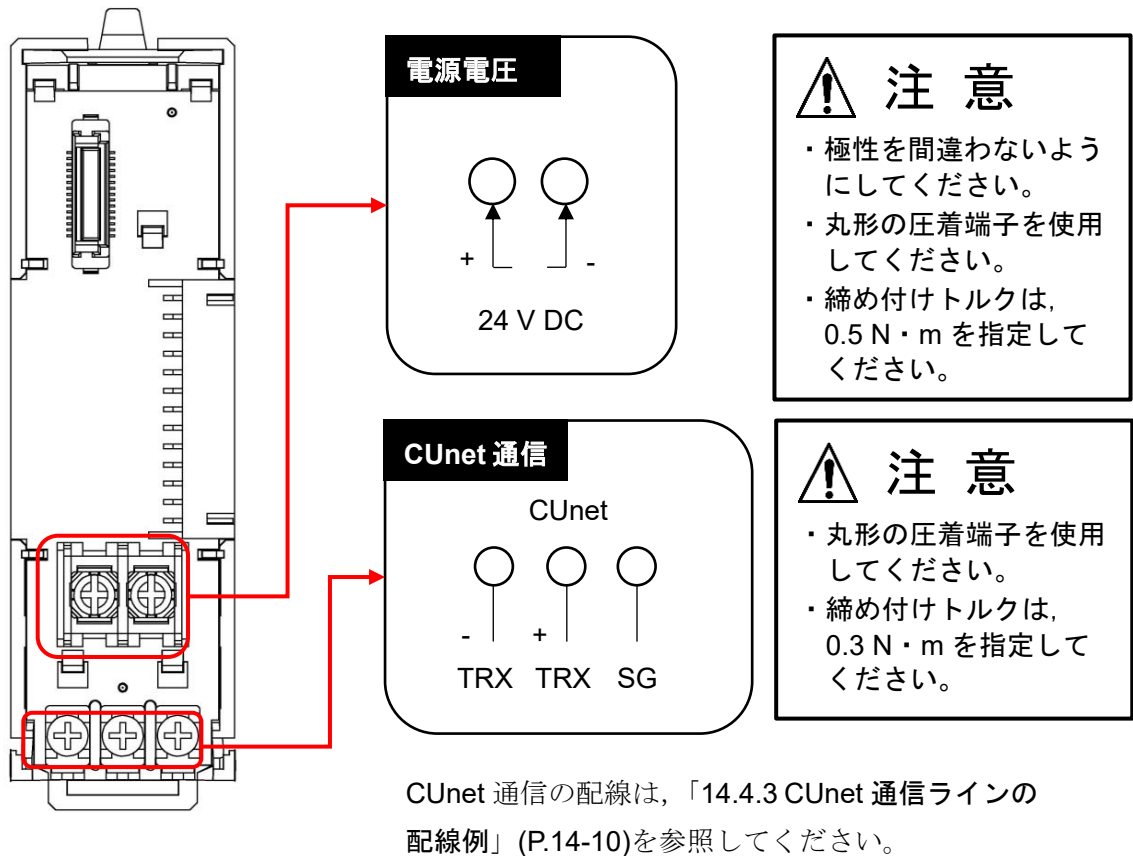 電源電圧
+ -
24 V DC
注 意
・極性を間違わないよう
にしてください。
・丸形の圧着端子を使用
してください。
・締め付けトルクは,
0.5 N・m を指定して
ください。
CUnet 通信
CUnet
- +
TRX TRX SG
注 意
・丸形の圧着端子を使用
してください。
・締め付けトルクは,
0.3 N・m を指定して
ください。
CUnet 通信の配線は,「14.4.3 CUnet 通信ラインの
配線例」(P.14-10)を参照してください。